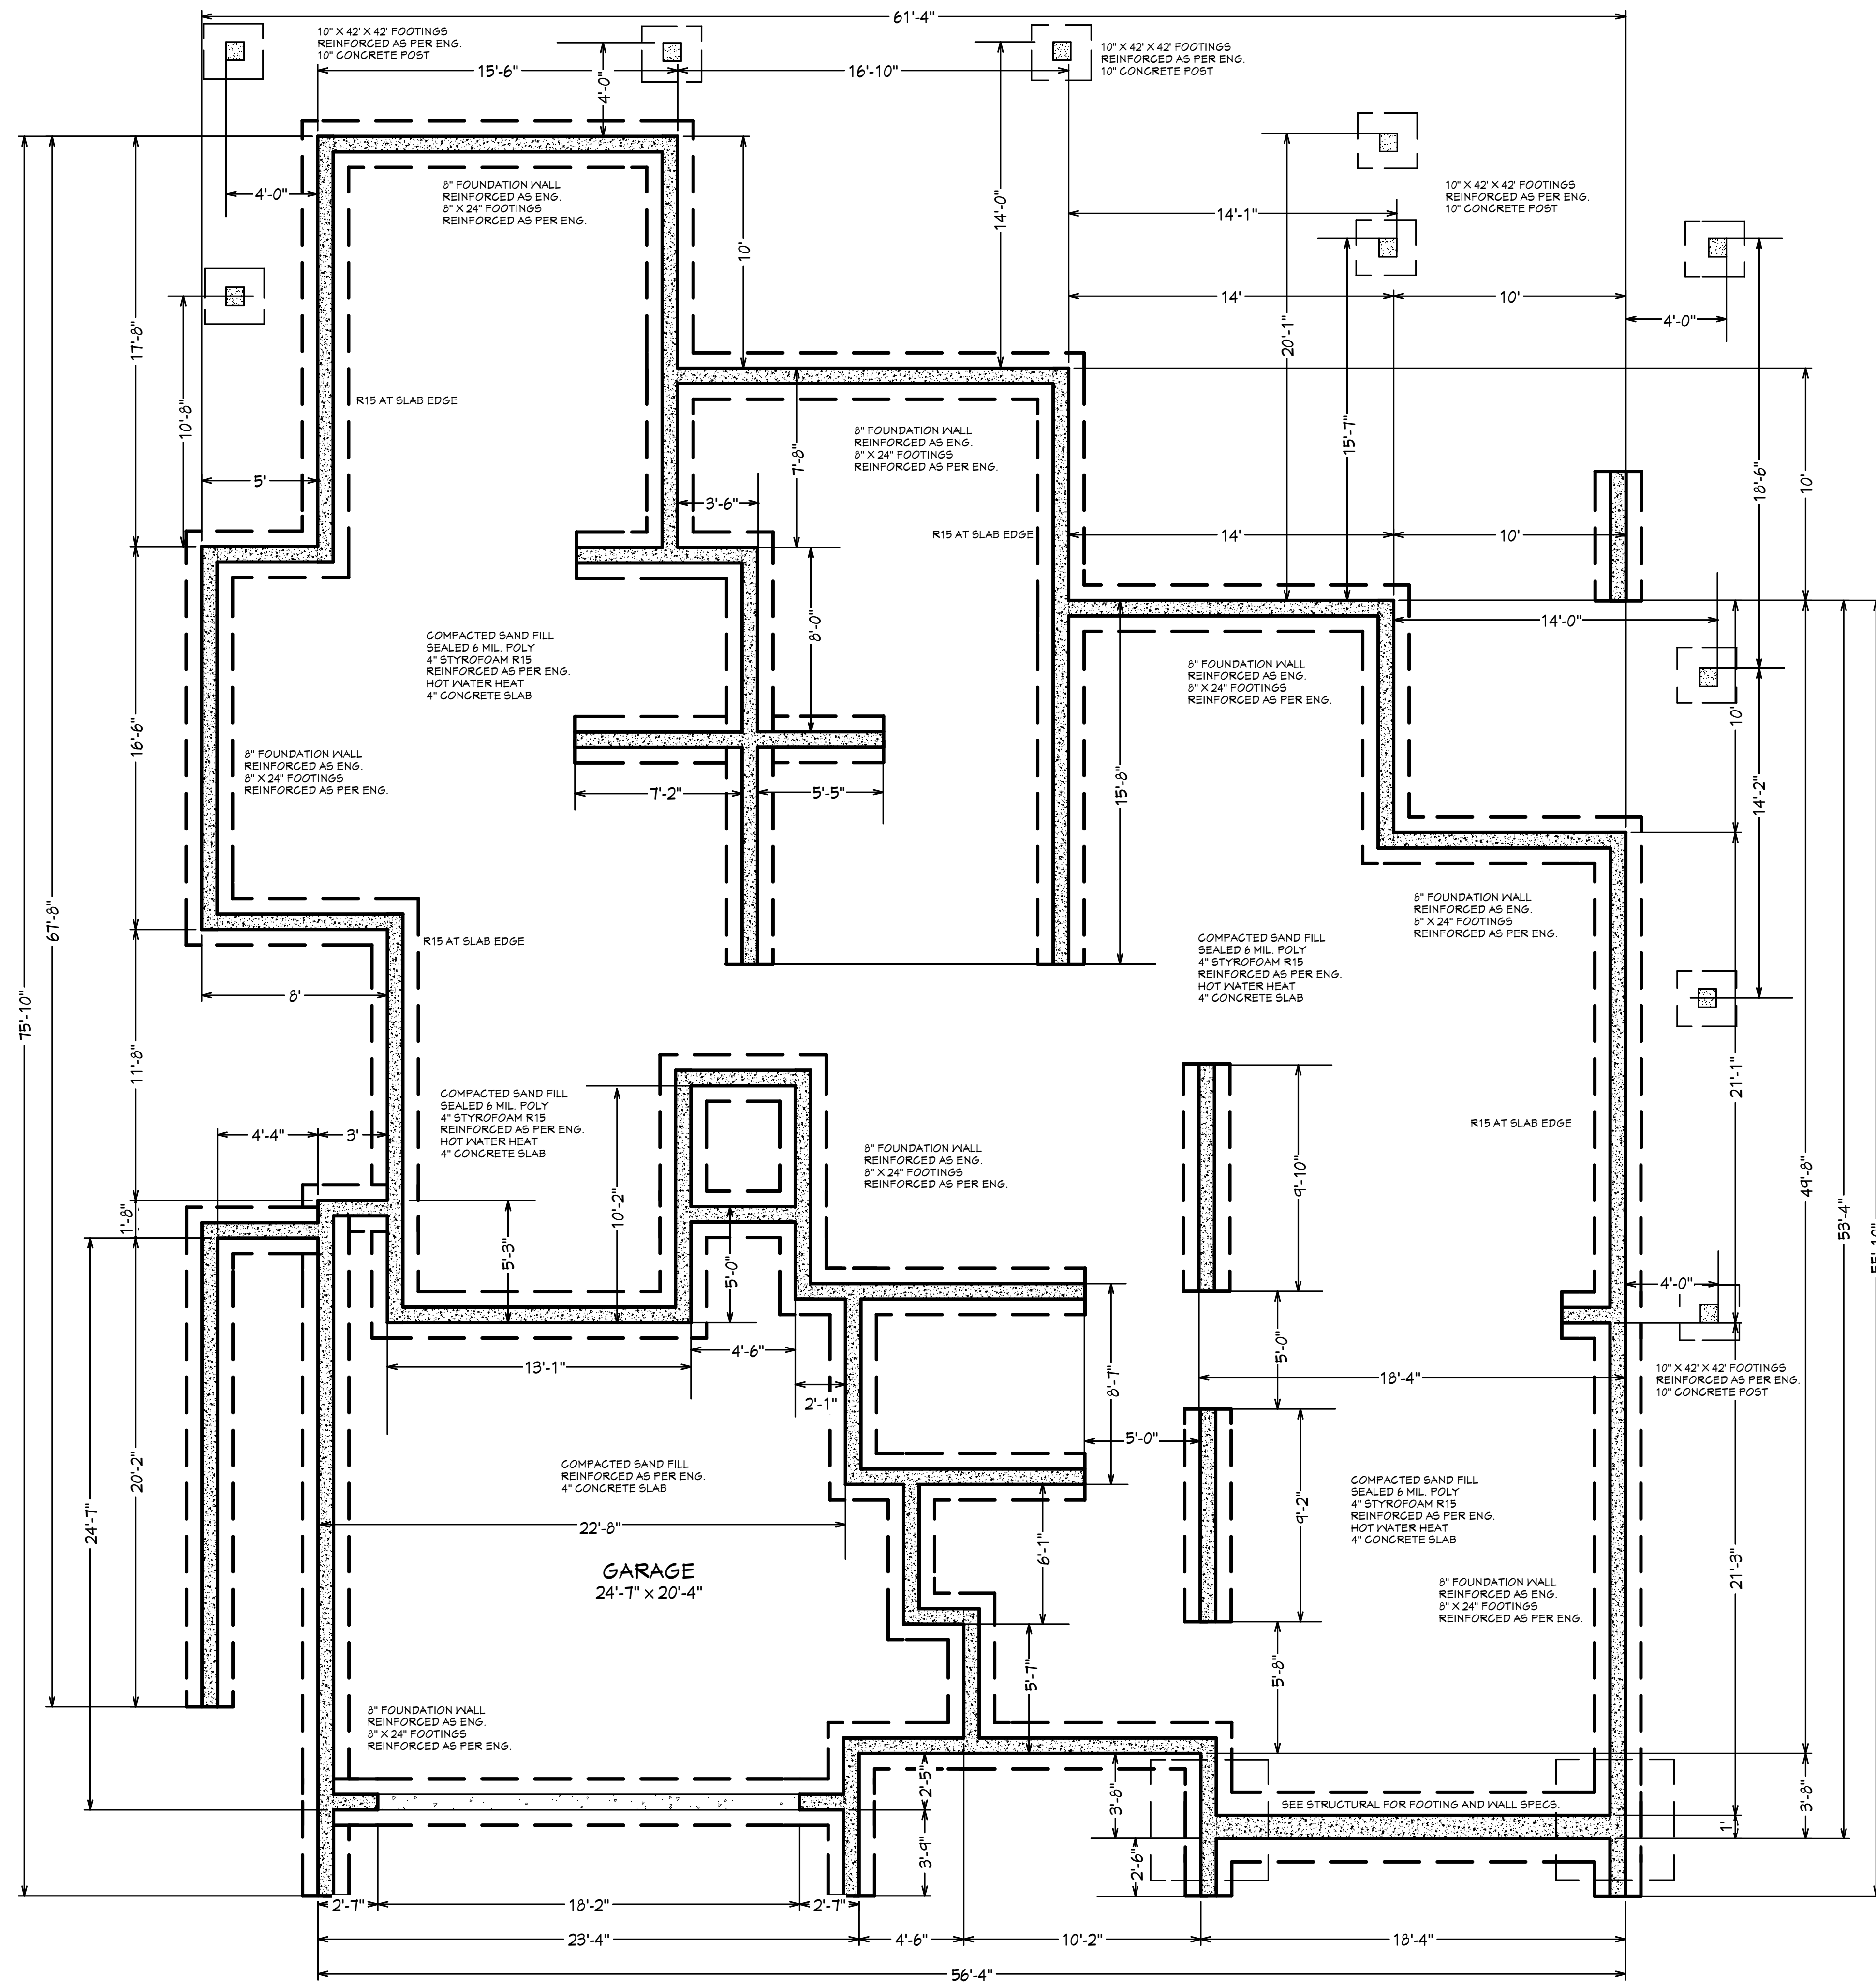 61'-4"
10" X 42' X 42' FOOTINGS
REINFORCED AS PER ENG.
10" CONCRETE POST
15'-6"
4'-0"
16'-10"
14'-0"
10" X 42' X 42' FOOTINGS
REINFORCED AS PER ENG.
10" CONCRETE POST
4'-0"
8" FOUNDATION WALL
REINFORCED AS ENG.
8" X 24" FOOTINGS
REINFORCED AS PER ENG.
10'
14'-1"
10" X 42' X 42' FOOTINGS
REINFORCED AS PER ENG.
10" CONCRETE POST
14'
10'
4'-0"
20'-1"
17'-8"
10'-8"
R15 AT SLAB EDGE
7'-8"
8" FOUNDATION WALL
REINFORCED AS ENG.
8" X 24" FOOTINGS
REINFORCED AS PER ENG.
15'-7"
18'-6"
10'
5'
3'-6"
R15 AT SLAB EDGE
14'
10'
14'-0"
8'-0"
COMPACTED SAND FILL
SEALED 6 MIL. POLY
4" STYROFOAM R15
REINFORCED AS PER ENG.
HOT WATER HEAT
4" CONCRETE SLAB
8" FOUNDATION WALL
REINFORCED AS ENG.
8" X 24" FOOTINGS
REINFORCED AS PER ENG.
10'
16'-6"
8" FOUNDATION WALL
REINFORCED AS ENG.
8" X 24" FOOTINGS
REINFORCED AS PER ENG.
7'-2"
5'-5"
15'-8"
14'-2"
67'-8"
R15 AT SLAB EDGE
8" FOUNDATION WALL
REINFORCED AS ENG.
8" X 24" FOOTINGS
REINFORCED AS PER ENG.
COMPACTED SAND FILL
SEALED 6 MIL. POLY
4" STYROFOAM R15
REINFORCED AS PER ENG.
HOT WATER HEAT
4" CONCRETE SLAB
8'
75'-10"
11'-8"
21'-1"
COMPACTED SAND FILL
SEALED 6 MIL. POLY
4" STYROFOAM R15
REINFORCED AS PER ENG.
HOT WATER HEAT
4" CONCRETE SLAB
R15 AT SLAB EDGE
4'-4"
3'
8" FOUNDATION WALL
REINFORCED AS ENG.
8" X 24" FOOTINGS
REINFORCED AS PER ENG.
9'-10"
49'-8"
53'-4"
55'-10"
1'-8"
10'-2"
5'-3"
5'-0"
4'-0"
4'-6"
13'-1"
2'-1"
8'-7"
5'-0"
18'-4"
10" X 42' X 42' FOOTINGS
REINFORCED AS PER ENG.
10" CONCRETE POST
5'-0"
20'-2"
24'-7"
COMPACTED SAND FILL
REINFORCED AS PER ENG.
4" CONCRETE SLAB
22'-8"
9'-2"
COMPACTED SAND FILL
SEALED 6 MIL. POLY
4" STYROFOAM R15
REINFORCED AS PER ENG.
HOT WATER HEAT
4" CONCRETE SLAB
6'-1"
21'-3"
GARAGE
24'-7" x 20'-4"
8" FOUNDATION WALL
REINFORCED AS ENG.
8" X 24" FOOTINGS
REINFORCED AS PER ENG.
5'-7"
5'-8"
8" FOUNDATION WALL
REINFORCED AS ENG.
8" X 24" FOOTINGS
REINFORCED AS PER ENG.
2'-5"
3'-8"
SEE STRUCTURAL FOR FOOTING AND WALL SPECS.
1'
3'-8"
3'-9"
2'-6"
2'-7"
18'-2"
2'-7"
23'-4"
4'-6"
10'-2"
18'-4"
56'-4"